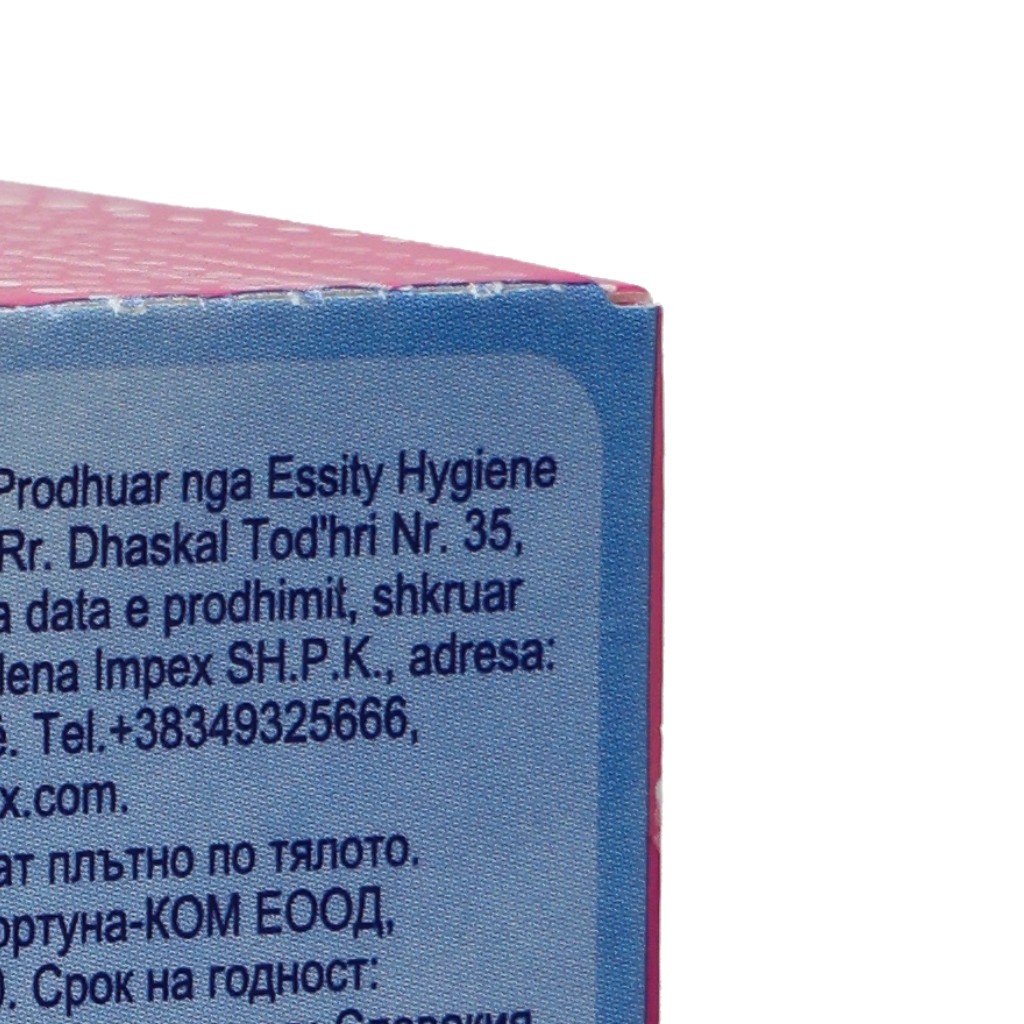 Prodhuar nga Essity Hygiene
Rr. Dhaskal Tod'hri Nr. 35,
a data e prodhimit, shkruar
lena Impex SH.P.K., adresa:
ë. Tel.+38349325666,
x.com.
ат плътно по тялото.
ортуна-КОМ ЕООД,
). Срок на годност: